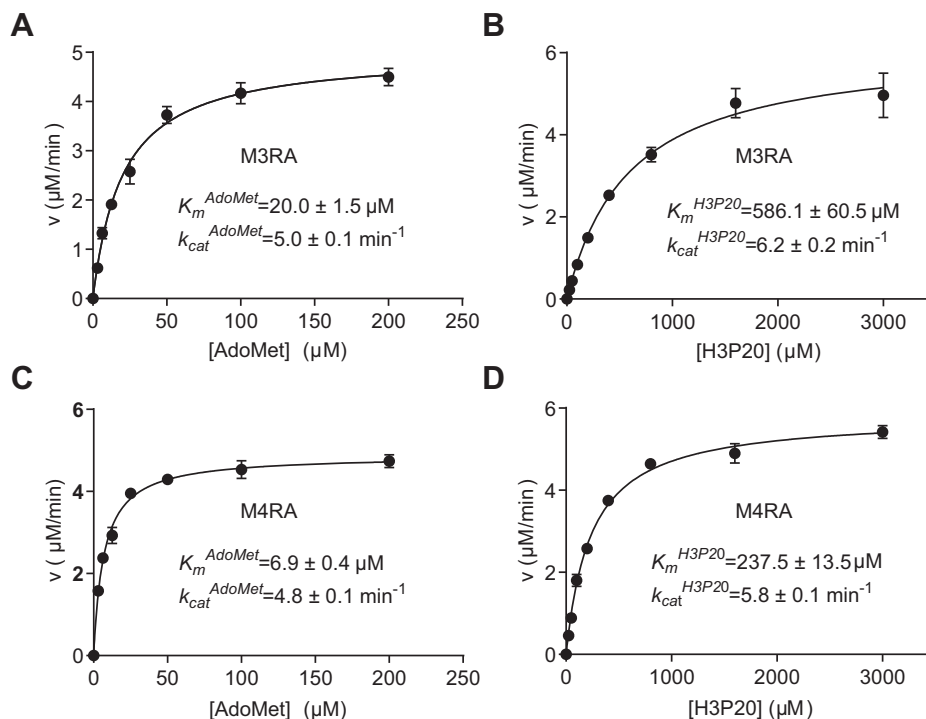 A
5
4
3
2
1
0
v (µM/min)
M3RA
K_m^AdoMet=20.0 ± 1.5 µM
k_cat^AdoMet=5.0 ± 0.1 min⁻¹
0 50 100 150 200 250
[AdoMet] (µM)
B
6
4
2
0
v (µM/min)
M3RA
K_m^H3P20=586.1 ± 60.5 µM
k_cat^H3P20=6.2 ± 0.2 min⁻¹
0 1000 2000 3000
[H3P20] (µM)
C
6
4
2
0
v ( µM/min)
M4RA
K_m^AdoMet=6.9 ± 0.4 µM
k_cat^AdoMet=4.8 ± 0.1 min⁻¹
0 50 100 150 200 250
[AdoMet] (µM)
D
6
4
2
0
v ( µM/min)
M4RA
K_m^H3P20=237.5 ± 13.5 µM
k_cat^H3P20=5.8 ± 0.1 min⁻¹
0 1000 2000 3000
[H3P20] (µM)